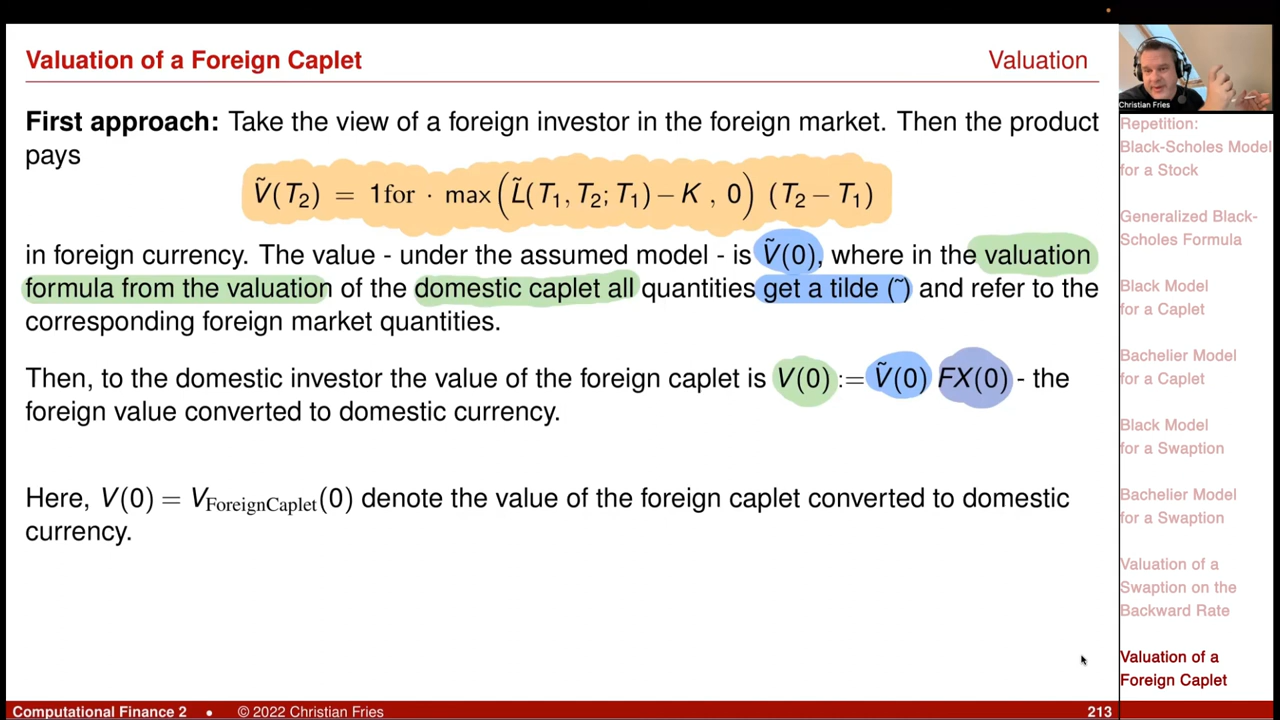 Valuation of a Foreign Caplet
Valuation
First approach: Take the view of a foreign investor in the foreign market. Then the product
pays
Ṽ(T₂) = 1for · max(L̃(T₁, T₂; T₁) − K , 0) (T₂ − T₁)
in foreign currency. The value - under the assumed model - is Ṽ(0), where in the valuation
formula from the valuation of the domestic caplet all quantities get a tilde (˜) and refer to the
corresponding foreign market quantities.
Then, to the domestic investor the value of the foreign caplet is V(0) := Ṽ(0) FX(0) - the
foreign value converted to domestic currency.
Here, V(0) = V_ForeignCaplet(0) denote the value of the foreign caplet converted to domestic
currency.
Christian Fries
Repetition:
Black-Scholes Model
for a Stock
Generalized Black-
Scholes Formula
Black Model
for a Caplet
Bachelier Model
for a Caplet
Black Model
for a Swaption
Bachelier Model
for a Swaption
Valuation of a
Swaption on the
Backward Rate
Valuation of a
Foreign Caplet
Computational Finance 2 • © 2022 Christian Fries
213